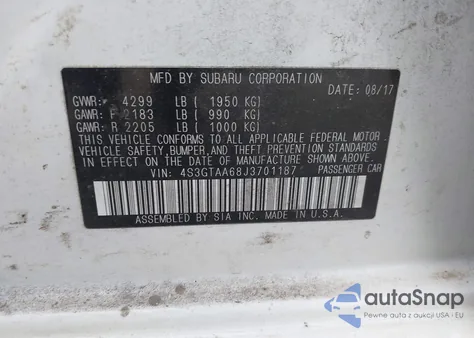 MFD BY SUBARU CORPORATION
DATE: 08/17
GVWR: 4299 LB ( 1950 KG)
GAWR: F 2183 LB ( 990 KG)
GAWR: R 2205 LB ( 1000 KG)
THIS VEHICLE CONFORMS TO ALL APPLICABLE FEDERAL MOTOR
VEHICLE SAFETY, BUMPER, AND THEFT PREVENTION STANDARDS
IN EFFECT ON THE DATE OF MANUFACTURE SHOWN ABOVE.
VIN: 4S3GTAA68J3701187 PASSENGER CAR
ASSEMBLED BY SIA INC. MADE IN U.S.A.
autoSnap
Pewne auta z licytacji USA - EU